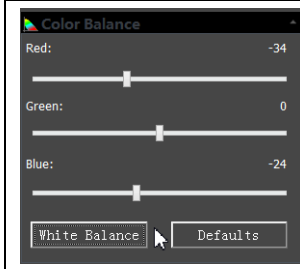 Color Balance
Red: -34
Green: 0
Blue: -24
White Balance Defaults